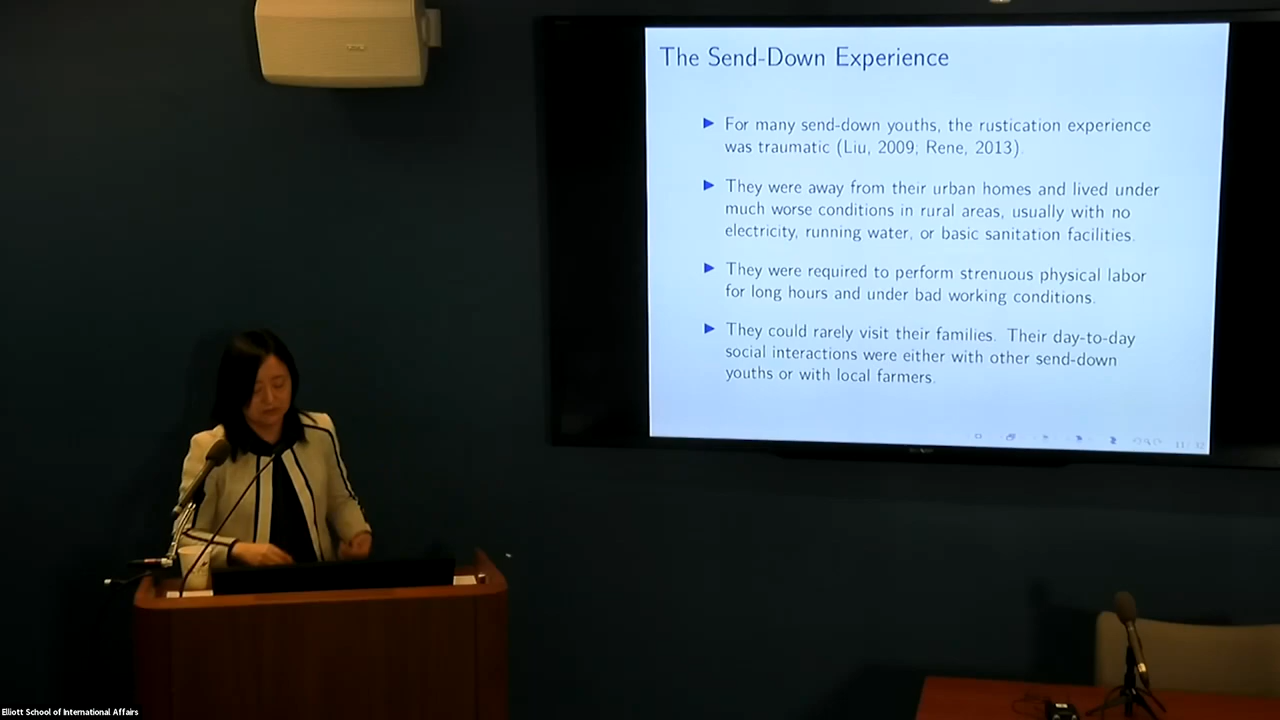 The Send-Down Experience
For many send-down youths, the rustication experience
was traumatic (Liu, 2009; Rene, 2013).
They were away from their urban homes and lived under
much worse conditions in rural areas, usually with no
electricity, running water, or basic sanitation facilities.
They were required to perform strenuous physical labor
for long hours and under bad working conditions.
They could rarely visit their families. Their day-to-day
social interactions were either with other send-down
youths or with local farmers.
Elliott School of International Affairs